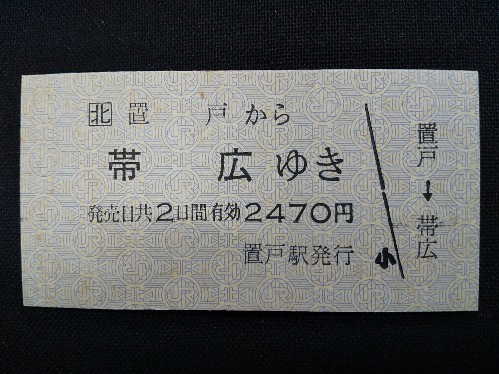 北 置戸から
帯広ゆき
発売日共2日間有効2470円
置戸駅発行
小
置戸→帯広